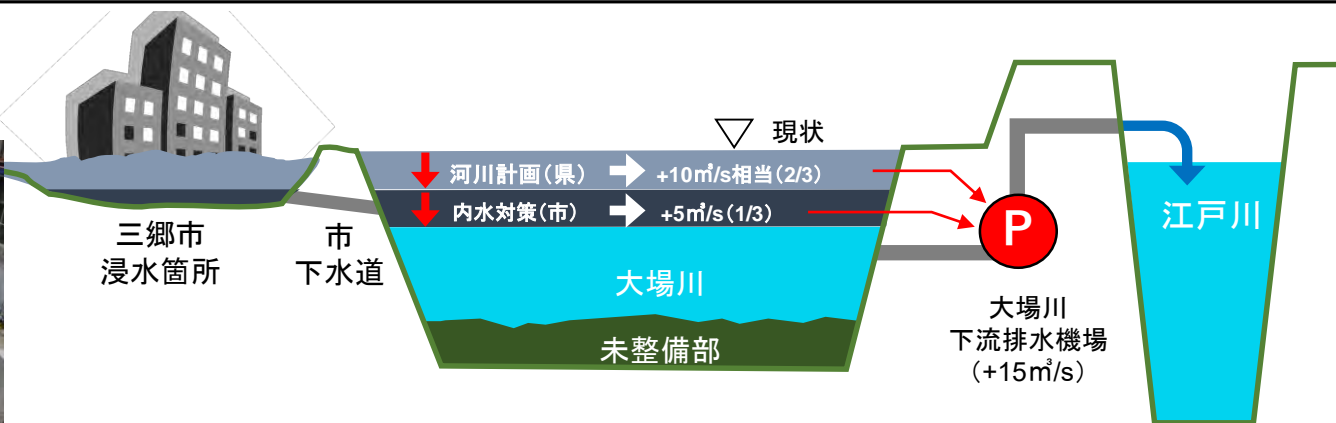 現状
河川計画(県)
+10㎥/s相当(2/3)
内水対策(市)
+5㎥/s(1/3)
三郷市
浸水箇所
市
下水道
大場川
未整備部
P
大場川
下流排水機場
(+15㎥/s)
江戸川